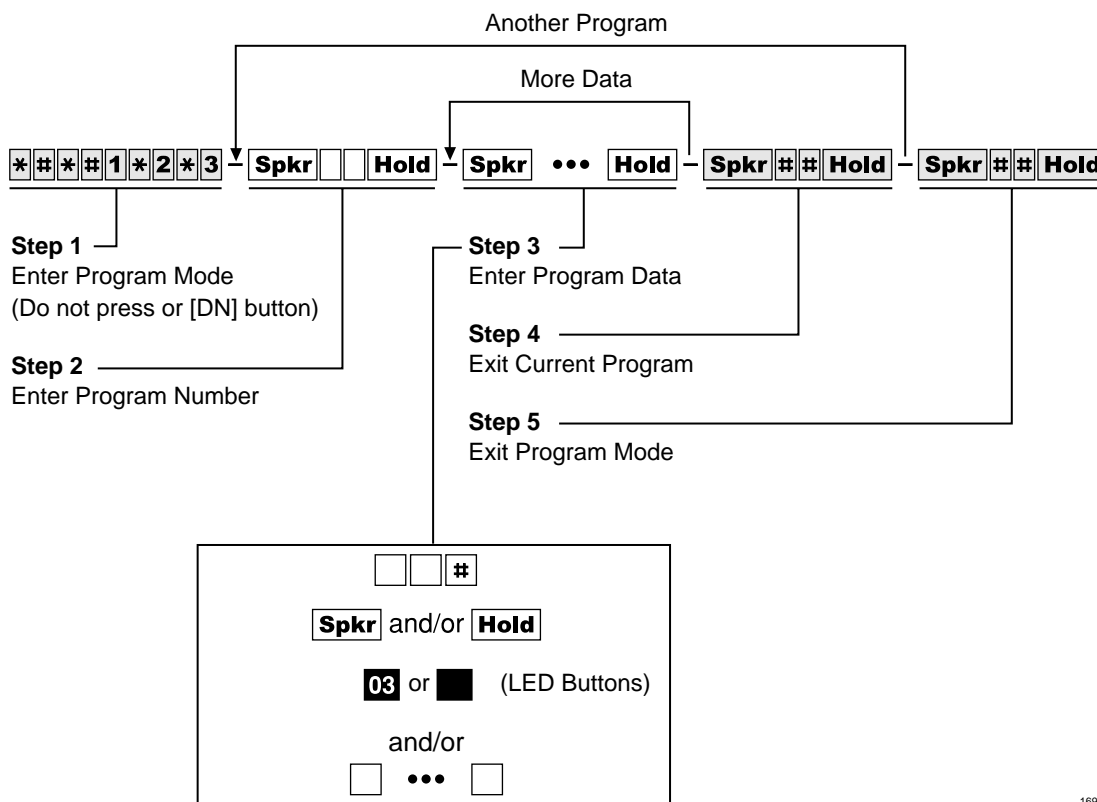 Another Program
More Data
*#*#1*2*3 – Spkr Hold – Spkr ••• Hold – Spkr ## Hold – Spkr ## Hold
Step 1
Enter Program Mode
(Do not press or [DN] button)
Step 2
Enter Program Number
Step 3
Enter Program Data
Step 4
Exit Current Program
Step 5
Exit Program Mode
#
Spkr and/or Hold
03 or (LED Buttons)
and/or
•••
169